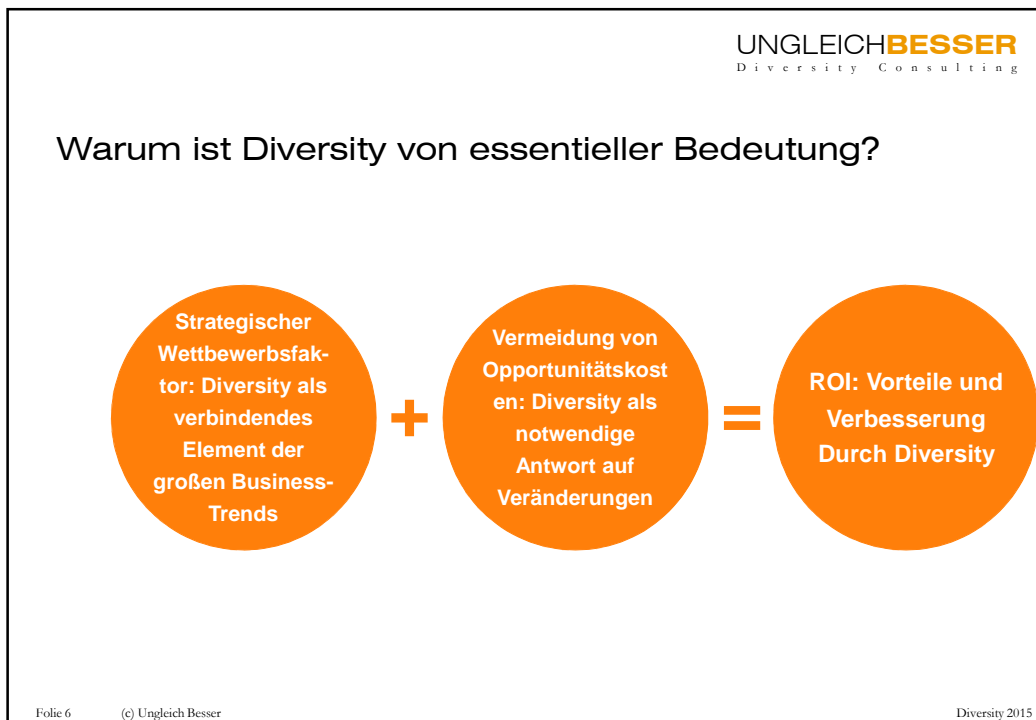 UNGLEICHBESSER
Diversity Consulting
Warum ist Diversity von essentieller Bedeutung?
Strategischer
Wettbewerbsfak-
tor: Diversity als
verbindendes
Element der
großen Business-
Trends
+
Vermeidung von
Opportunitätskost
en: Diversity als
notwendige
Antwort auf
Veränderungen
=
ROI: Vorteile und
Verbesserung
Durch Diversity
Folie 6 (c) Ungleich Besser Diversity 2015